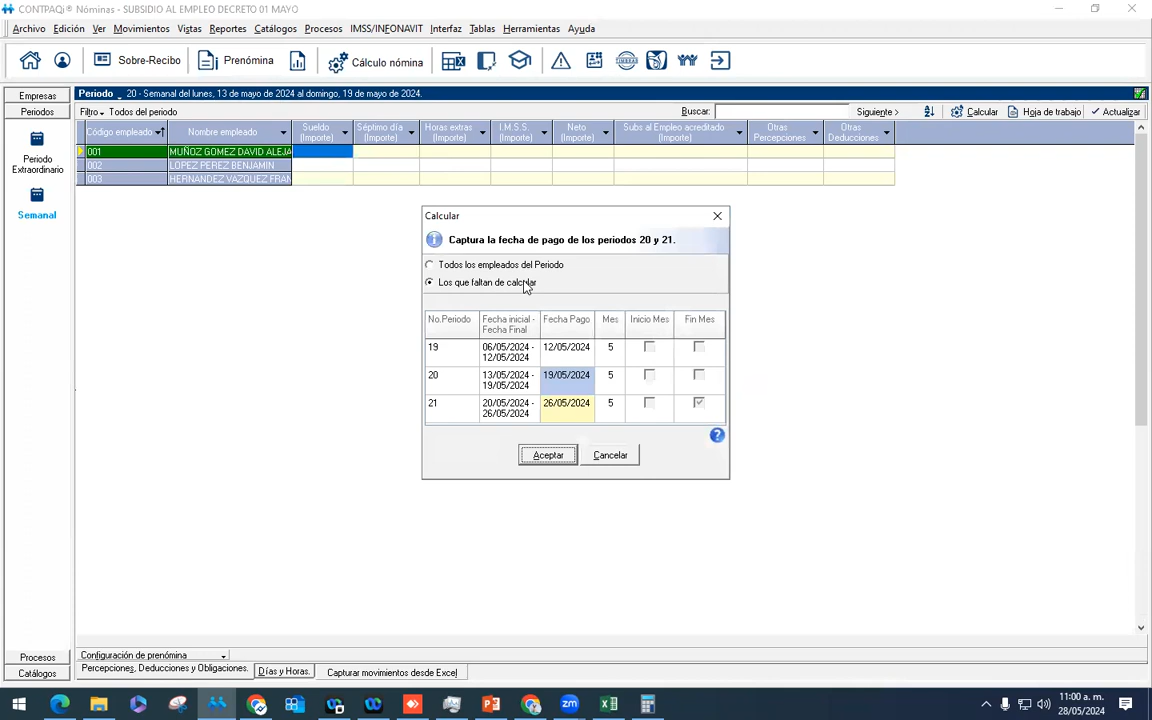 CONTPAQi® Nóminas - SUBSIDIO AL EMPLEO DECRETO 01 MAYO
Archivo Edición Ver Movimientos Vistas Reportes Catálogos Procesos IMSS/INFONAVIT Interfaz Tablas Herramientas Ayuda
Sobre-Recibo Prenómina Cálculo nómina
Empresas
Periodo 20 - Semanal del lunes, 13 de mayo de 2024 al domingo, 19 de mayo de 2024.
Periodos
Filtro Todos del periodo Buscar: Siguiente > Calcular Hoja de trabajo Actualizar
Código empleado Nombre empleado Sueldo (Importe) Séptimo día (Importe) Horas extras (Importe) I.M.S.S. (Importe) Neto (Importe) Subs al Empleo acreditado (Importe) Otras Percepciones Otras Deducciones
001 MUÑOZ GOMEZ DAVID ALEJA
002 LOPEZ PEREZ BENJAMIN
003 HERNANDEZ VAZQUEZ FRAN
Periodo
Extraordinario
Semanal
Calcular
Captura la fecha de pago de los periodos 20 y 21.
Todos los empleados del Periodo
Los que faltan de calcular
No.Periodo Fecha inicial - Fecha Final Fecha Pago Mes Inicio Mes Fin Mes
19 06/05/2024 - 12/05/2024 12/05/2024 5
20 13/05/2024 - 19/05/2024 19/05/2024 5
21 20/05/2024 - 26/05/2024 26/05/2024 5
Aceptar Cancelar
Procesos
Catálogos
Configuración de prenómina
Percepciones, Deducciones y Obligaciones. Días y Horas. Capturar movimientos desde Excel
11:00 a. m.
28/05/2024